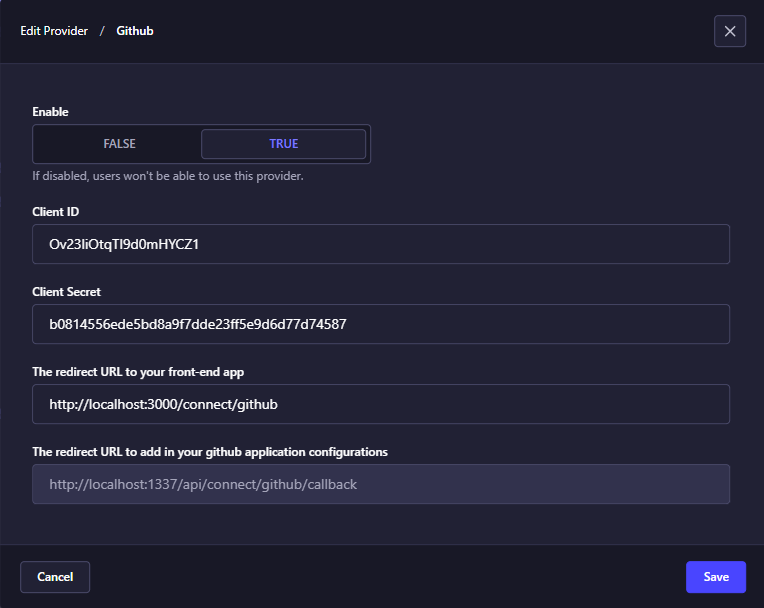 Edit Provider / Github
Enable
FALSE TRUE
If disabled, users won't be able to use this provider.
Client ID
Ov23liOtqTl9d0mHYCZ1
Client Secret
b0814556ede5bd8a9f7dde23ff5e9d6d77d74587
The redirect URL to your front-end app
http://localhost:3000/connect/github
The redirect URL to add in your github application configurations
http://localhost:1337/api/connect/github/callback
Cancel Save